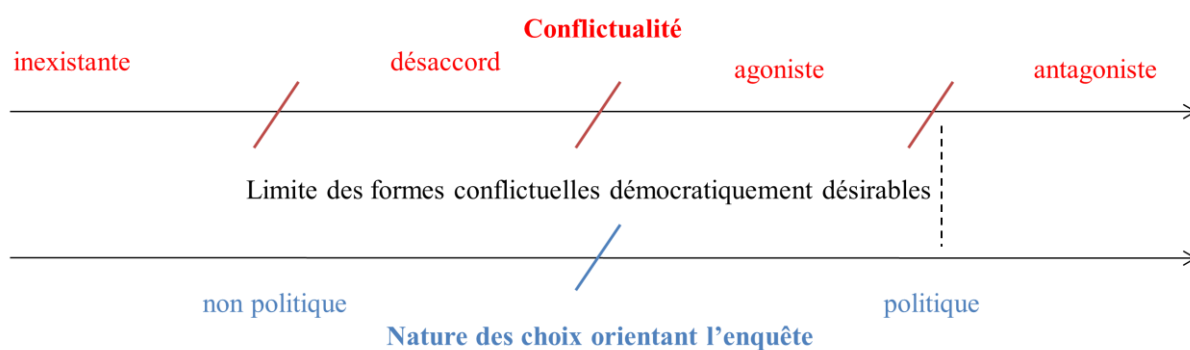 Conflictualité
inexistante désaccord agoniste antagoniste
Limite des formes conflictuelles démocratiquement désirables
non politique politique
Nature des choix orientant l’enquête